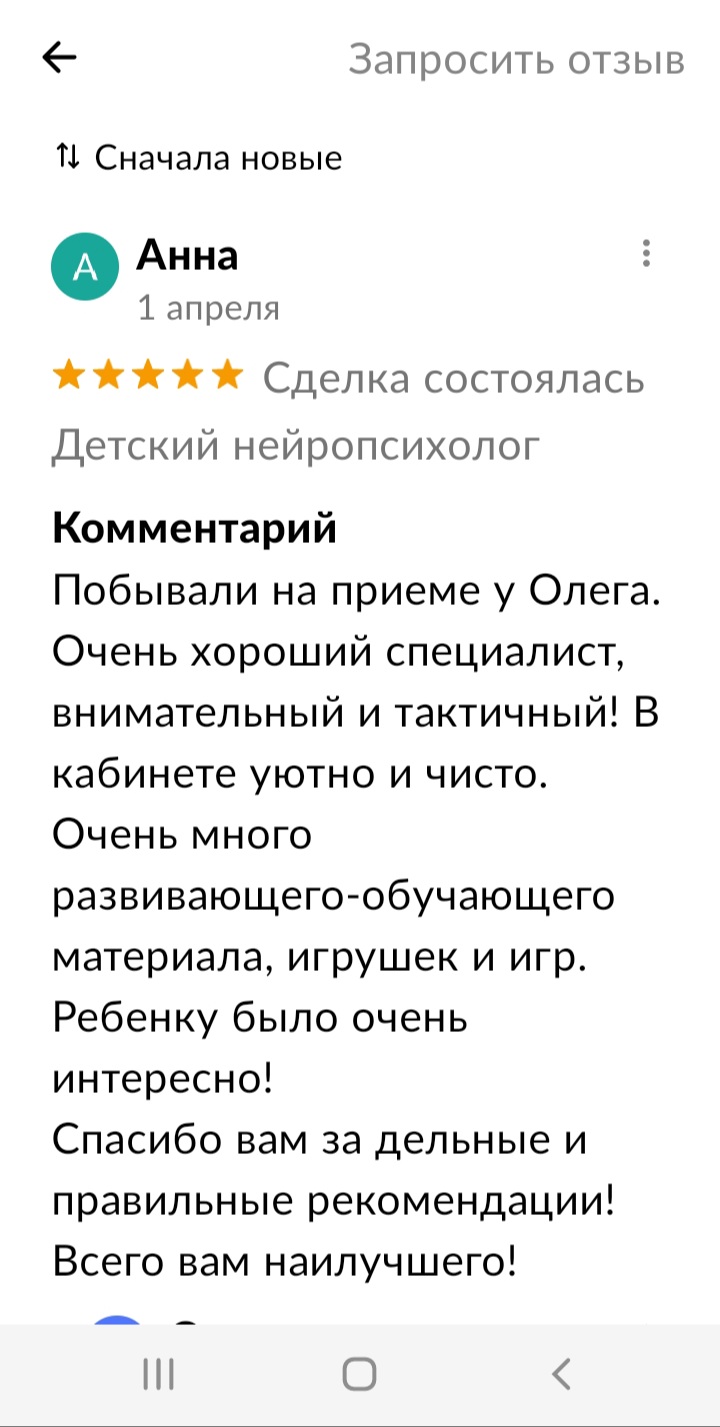 Запросить отзыв
Сначала новые
А
Анна
1 апреля
Сделка состоялась
Детский нейропсихолог
Комментарий
Побывали на приеме у Олега.
Очень хороший специалист,
внимательный и тактичный! В
кабинете уютно и чисто.
Очень много
развивающего-обучающего
материала, игрушек и игр.
Ребенку было очень
интересно!
Спасибо вам за дельные и
правильные рекомендации!
Всего вам наилучшего!